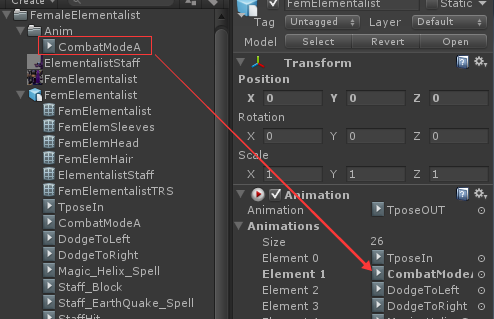 FemaleElementalist
Anim
CombatModeA
ElementalistStaff
FemElementalist
FemElementalist
FemElementalist
FemElemSleeves
FemElemHead
FemElemHair
ElementalistStaff
FemElementalistTRS
TposeIn
CombatModeA
DodgeToLeft
DodgeToRight
Magic_Helix_Spell
Staff_Block
Staff_EarthQuake_Spell
StaffHit
FemElementalist Static
Tag Untagged Layer Default
Model Select Revert Open
Transform
Position
X 0 Y 0 Z 0
Rotation
X 0 Y 0 Z 0
Scale
X 1 Y 1 Z 1
Animation
Animation TposeOUT
Animations
Size 26
Element 0 TposeIn
Element 1 CombatModeA
Element 2 DodgeToLeft
Element 3 DodgeToRight